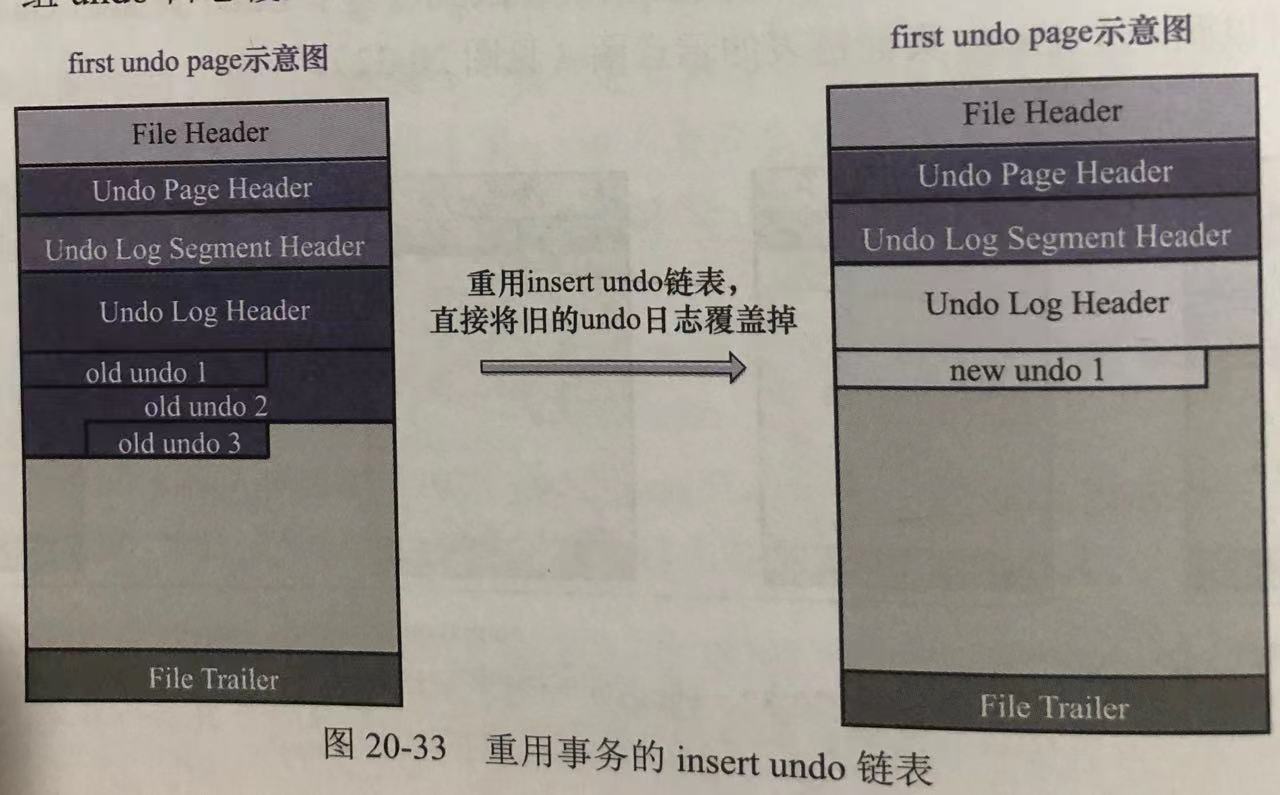 first undo page示意图
File Header
Undo Page Header
Undo Log Segment Header
Undo Log Header
old undo 1
old undo 2
old undo 3
File Trailer
重用insert undo链表，
直接将旧的undo日志覆盖掉
first undo page示意图
File Header
Undo Page Header
Undo Log Segment Header
Undo Log Header
new undo 1
File Trailer
图 20-33 重用事务的 insert undo 链表